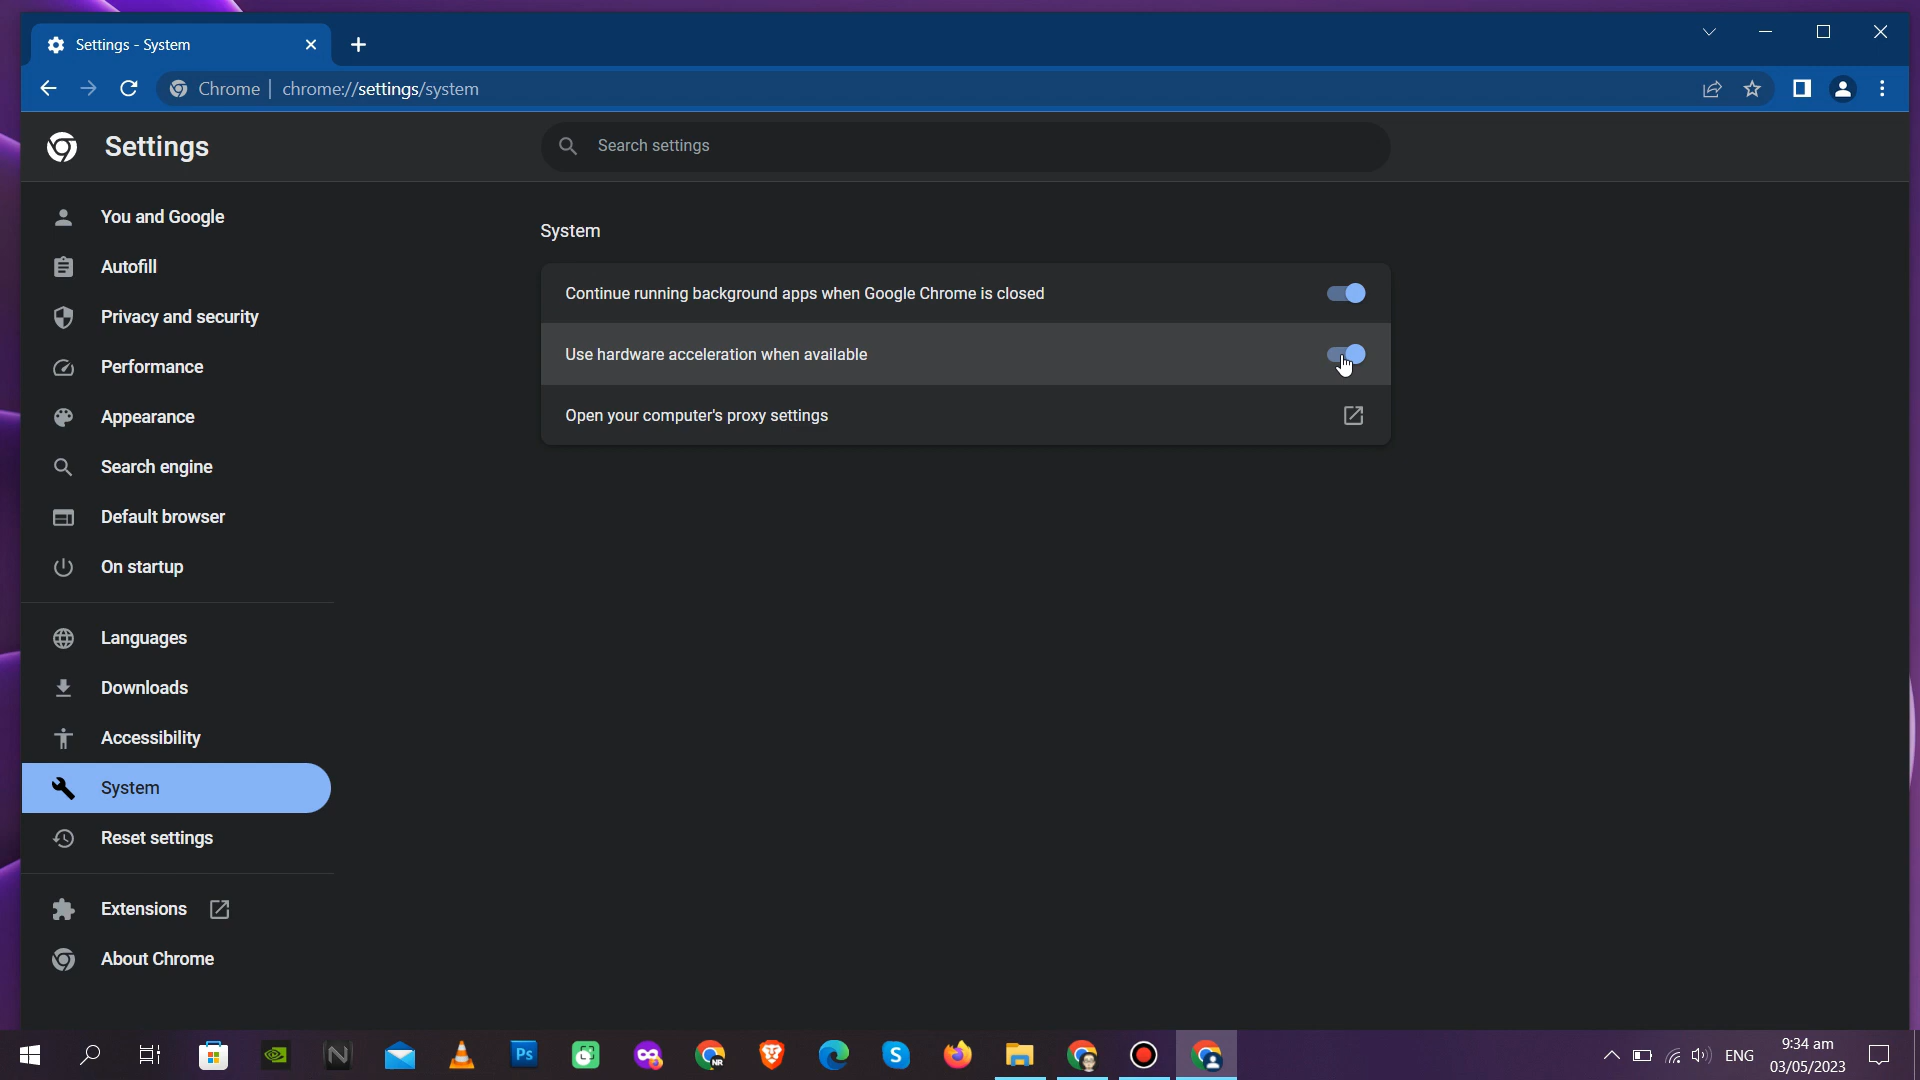 Settings - System
Chrome | chrome://settings/system
Settings
Search settings
You and Google
Autofill
Privacy and security
Performance
Appearance
Search engine
Default browser
On startup
Languages
Downloads
Accessibility
System
Reset settings
Extensions
About Chrome
System
Continue running background apps when Google Chrome is closed
Use hardware acceleration when available
Open your computer's proxy settings
Ps
NR
S
ENG
9:34 am
03/05/2023